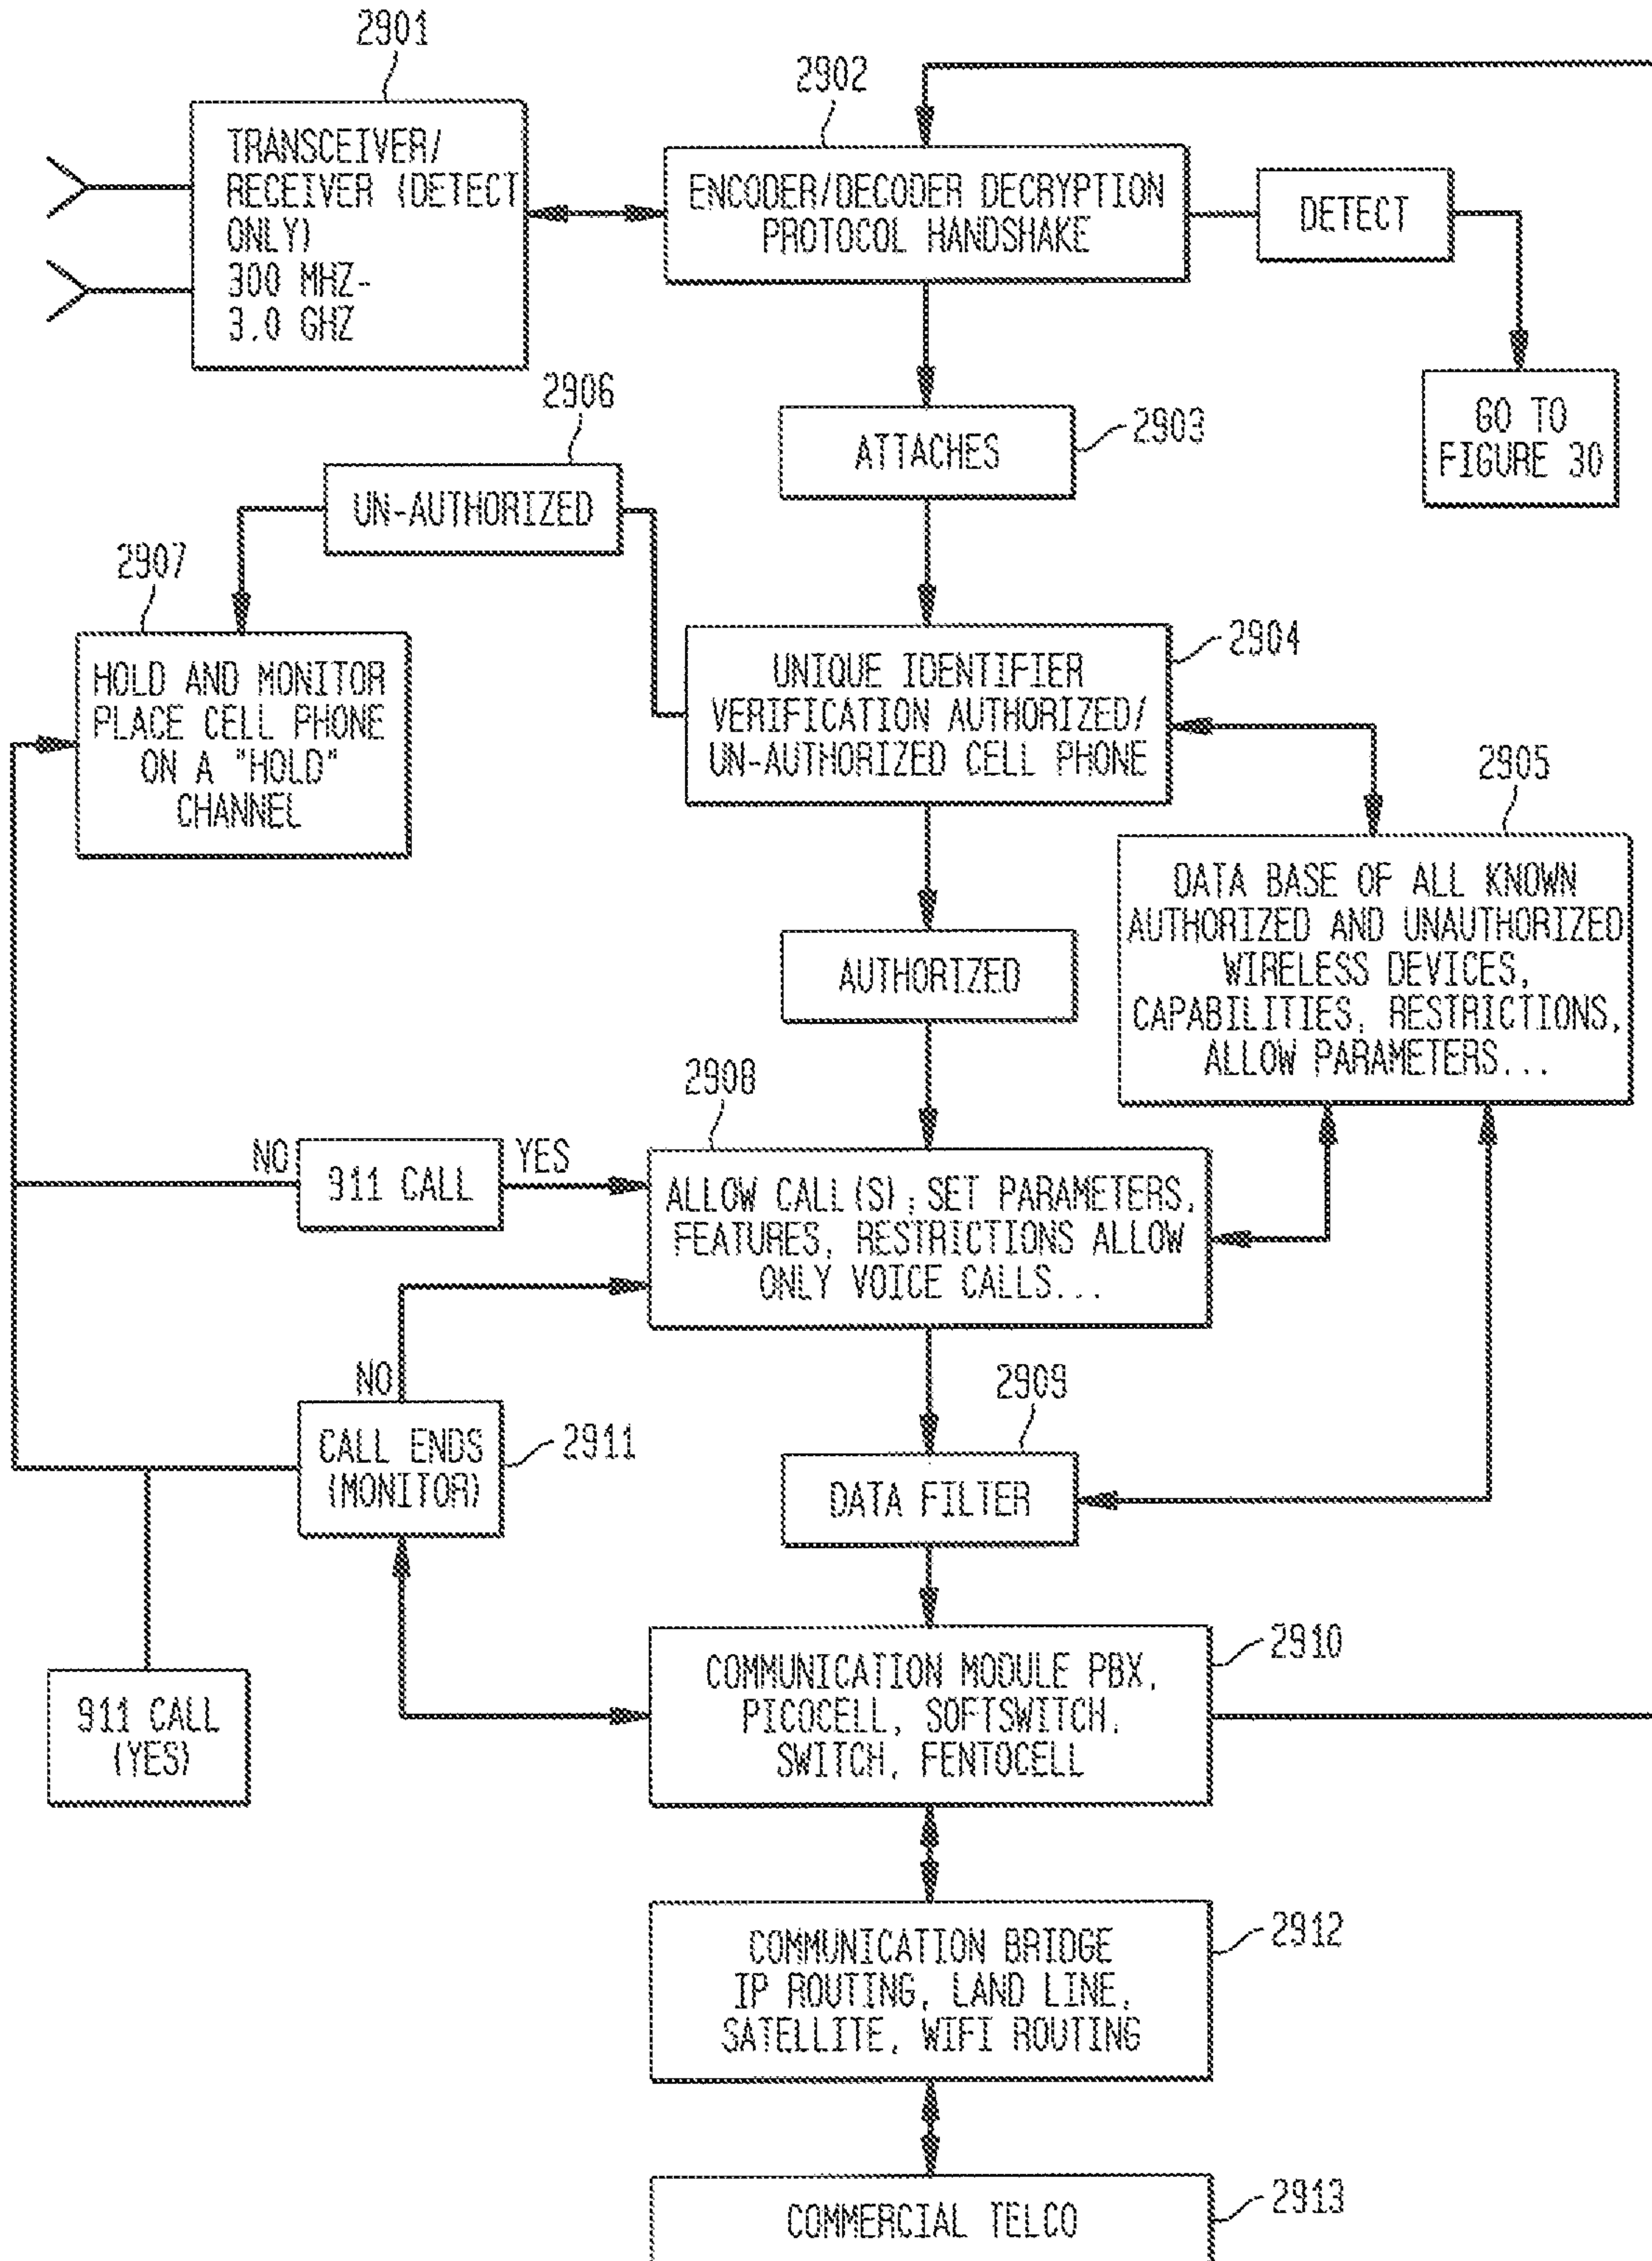 2901
TRANSCEIVER/
RECEIVER (DETECT
ONLY)
300 MHZ-
3.0 GHZ
2902
ENCODER/DECODER DECRYPTION
PROTOCOL HANDSHAKE
DETECT
GO TO
FIGURE 30
ATTACHES
2903
2906
UN-AUTHORIZED
2907
HOLD AND MONITOR
PLACE CELL PHONE
ON A "HOLD"
CHANNEL
2904
UNIQUE IDENTIFIER
VERIFICATION AUTHORIZED/
UN-AUTHORIZED CELL PHONE
2905
DATA BASE OF ALL KNOWN
AUTHORIZED AND UNAUTHORIZED
WIRELESS DEVICES,
CAPABILITIES, RESTRICTIONS,
ALLOW PARAMETERS...
AUTHORIZED
2908
NO
911 CALL
YES
ALLOW CALL(S), SET PARAMETERS,
FEATURES, RESTRICTIONS ALLOW
ONLY VOICE CALLS...
NO
CALL ENDS
(MONITOR)
2911
2909
DATA FILTER
911 CALL
(YES)
2910
COMMUNICATION MODULE PBX,
PICOCELL, SOFTSWITCH,
SWITCH, FENTOCELL
2912
COMMUNICATION BRIDGE
IP ROUTING, LAND LINE,
SATELLITE, WIFI ROUTING
2913
COMMERCIAL TELCO